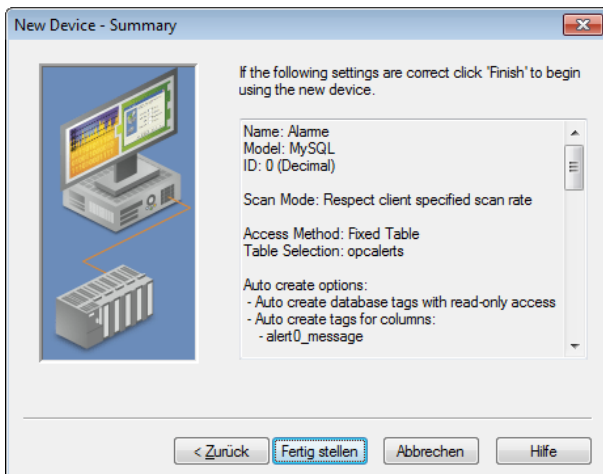 New Device - Summary
If the following settings are correct click 'Finish' to begin
using the new device.
Name: Alarme
Model: MySQL
ID: 0 (Decimal)
Scan Mode: Respect client specified scan rate
Access Method: Fixed Table
Table Selection: opcalerts
Auto create options:
- Auto create database tags with read-only access
- Auto create tags for columns:
- alert0_message
< Zurück
Fertig stellen
Abbrechen
Hilfe